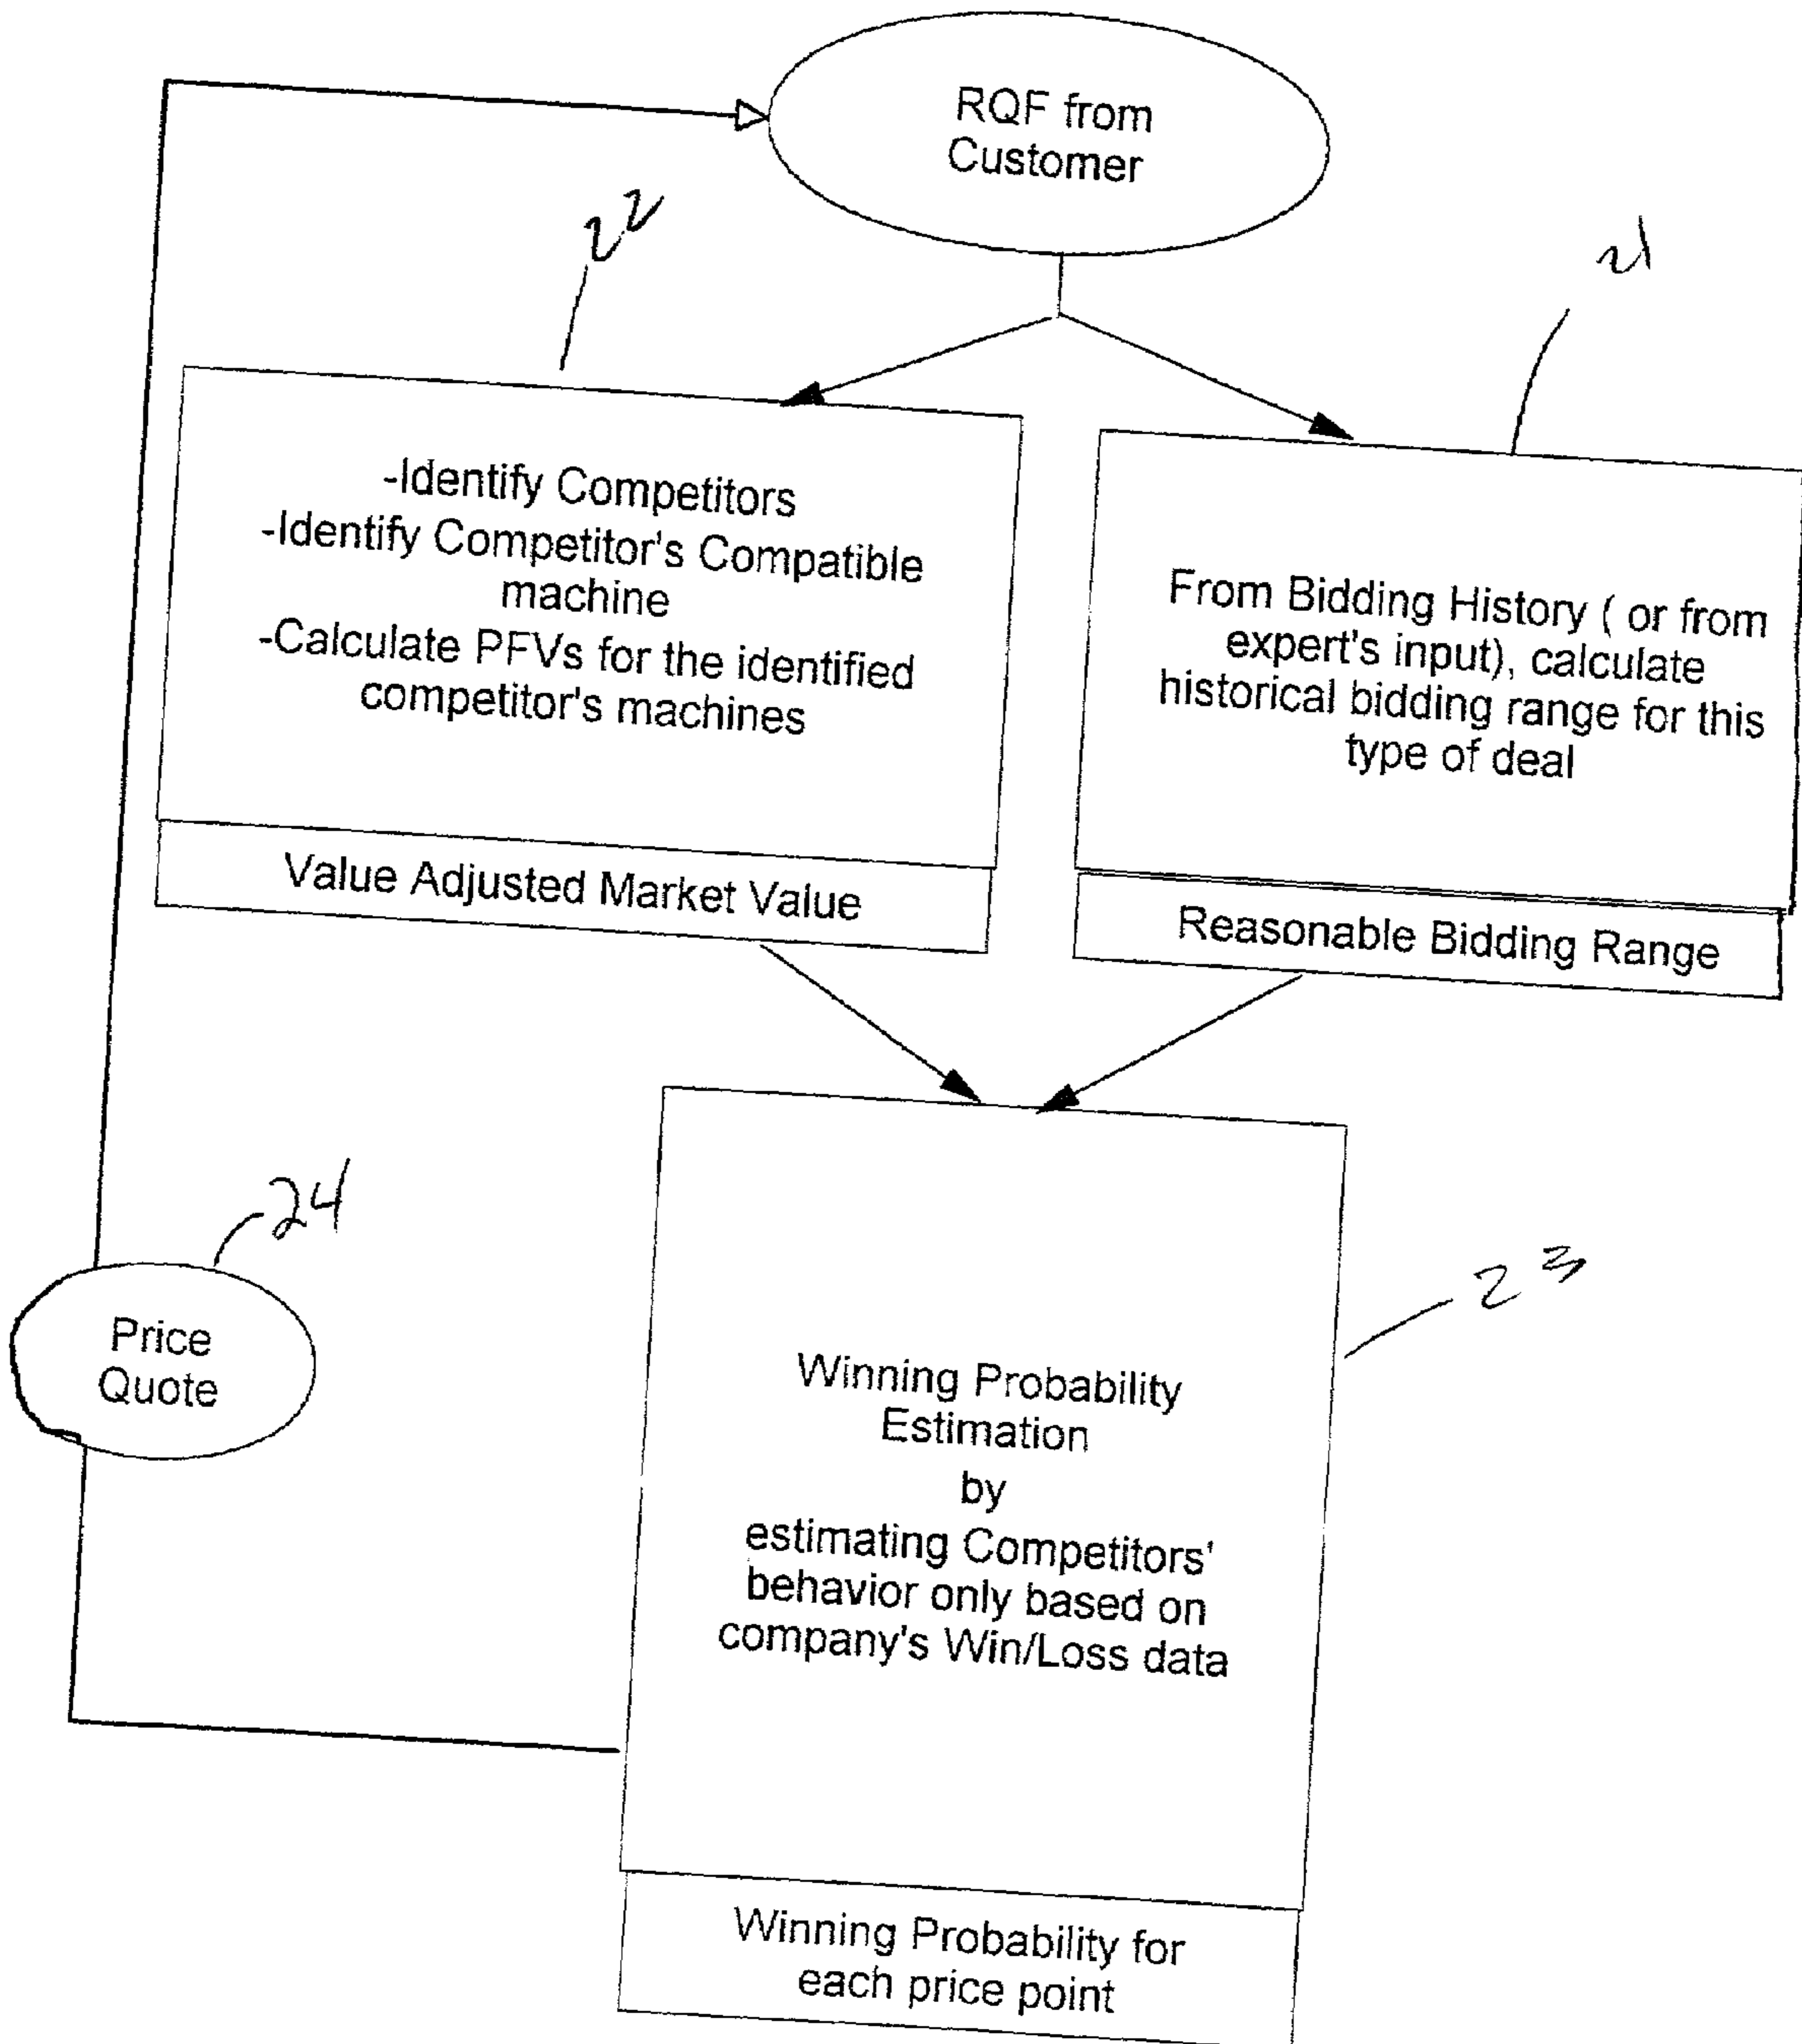 RQF from
Customer
22
21
-Identify Competitors
-Identify Competitor's Compatible
machine
-Calculate PFVs for the identified
competitor's machines
Value Adjusted Market Value
From Bidding History ( or from
expert's input), calculate
historical bidding range for this
type of deal
Reasonable Bidding Range
24
Price
Quote
23
Winning Probability
Estimation
by
estimating Competitors'
behavior only based on
company's Win/Loss data
Winning Probability for
each price point